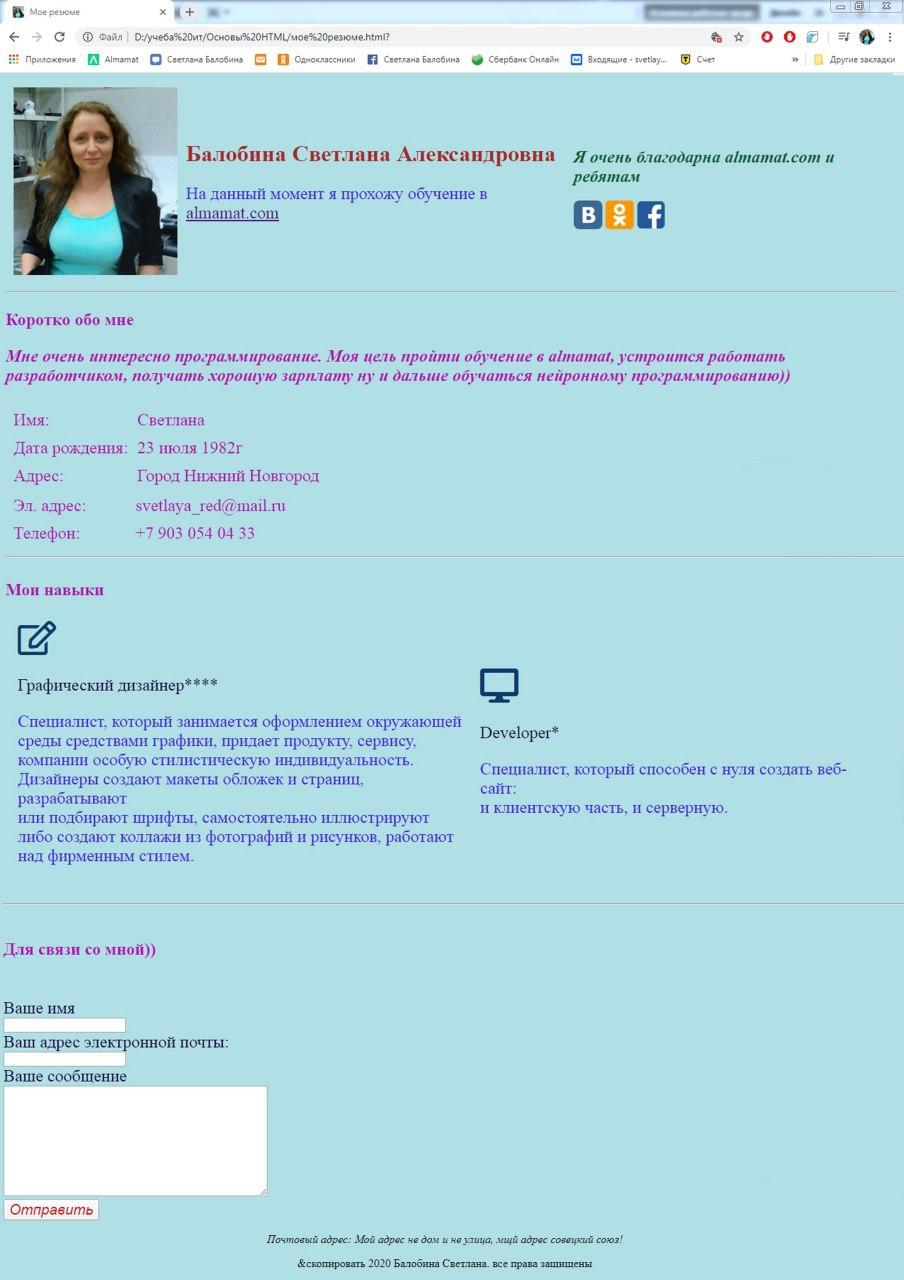 Мое резюме
Файл D:/учеба%20ит/Основы%20HTML/мое%20резюме.html?
Приложения Almamat Светлана Балобина Одноклассники Светлана Балобина Сбербанк Онлайн Входящие - svetlay... Счет » Другие закладки
Балобина Светлана Александровна
На данный момент я прохожу обучение в
almamat.com
Я очень благодарна almamat.com и
ребятам
Коротко обо мне
Мне очень интересно программирование. Моя цель пройти обучение в almamat, устроится работать
разработчиком, получать хорошую зарплату ну и дальше обучаться нейронному программированию))
Имя: Светлана
Дата рождения: 23 июля 1982г
Адрес: Город Нижний Новгород
Эл. адрес: svetlaya_red@mail.ru
Телефон: +7 903 054 04 33
Мои навыки
Графический дизайнер****
Специалист, который занимается оформлением окружающей
среды средствами графики, придает продукту, сервису,
компании особую стилистическую индивидуальность.
Дизайнеры создают макеты обложек и страниц,
разрабатывают
или подбирают шрифты, самостоятельно иллюстрируют
либо создают коллажи из фотографий и рисунков, работают
над фирменным стилем.
Developer*
Специалист, который способен с нуля создать веб-
сайт:
и клиентскую часть, и серверную.
Для связи со мной))
Ваше имя
Ваш адрес электронной почты:
Ваше сообщение
Отправить
Почтовый адрес: Мой адрес не дом и не улица, мщй адрес совецкий союз!
&скопировать 2020 Балобина Светлана. все права защищены